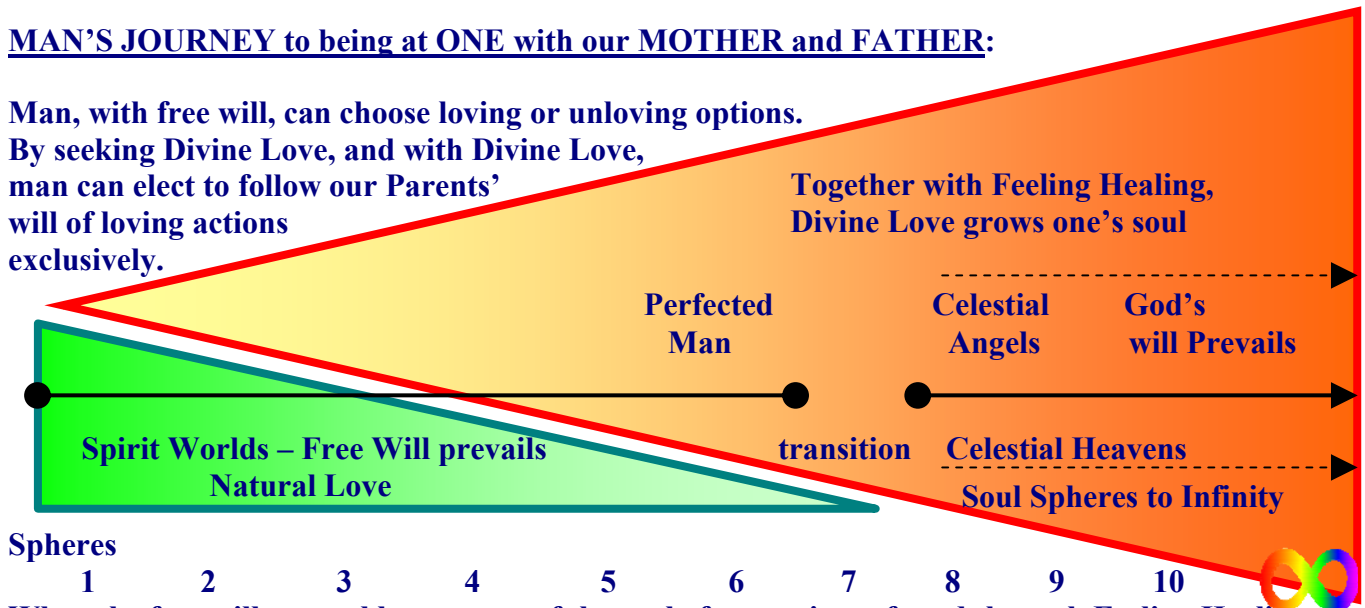 MAN'S JOURNEY to being at ONE with our MOTHER and FATHER:
Man, with free will, can choose loving or unloving options.
By seeking Divine Love, and with Divine Love,
man can elect to follow our Parents'
will of loving actions
exclusively.
Together with Feeling Healing,
Divine Love grows one's soul
Perfected
Man
Celestial
Angels
God's
will Prevails
Spirit Worlds – Free Will prevails
Natural Love
transition
Celestial Heavens
Soul Spheres to Infinity
Spheres
1 2 3 4 5 6 7 8 9 10